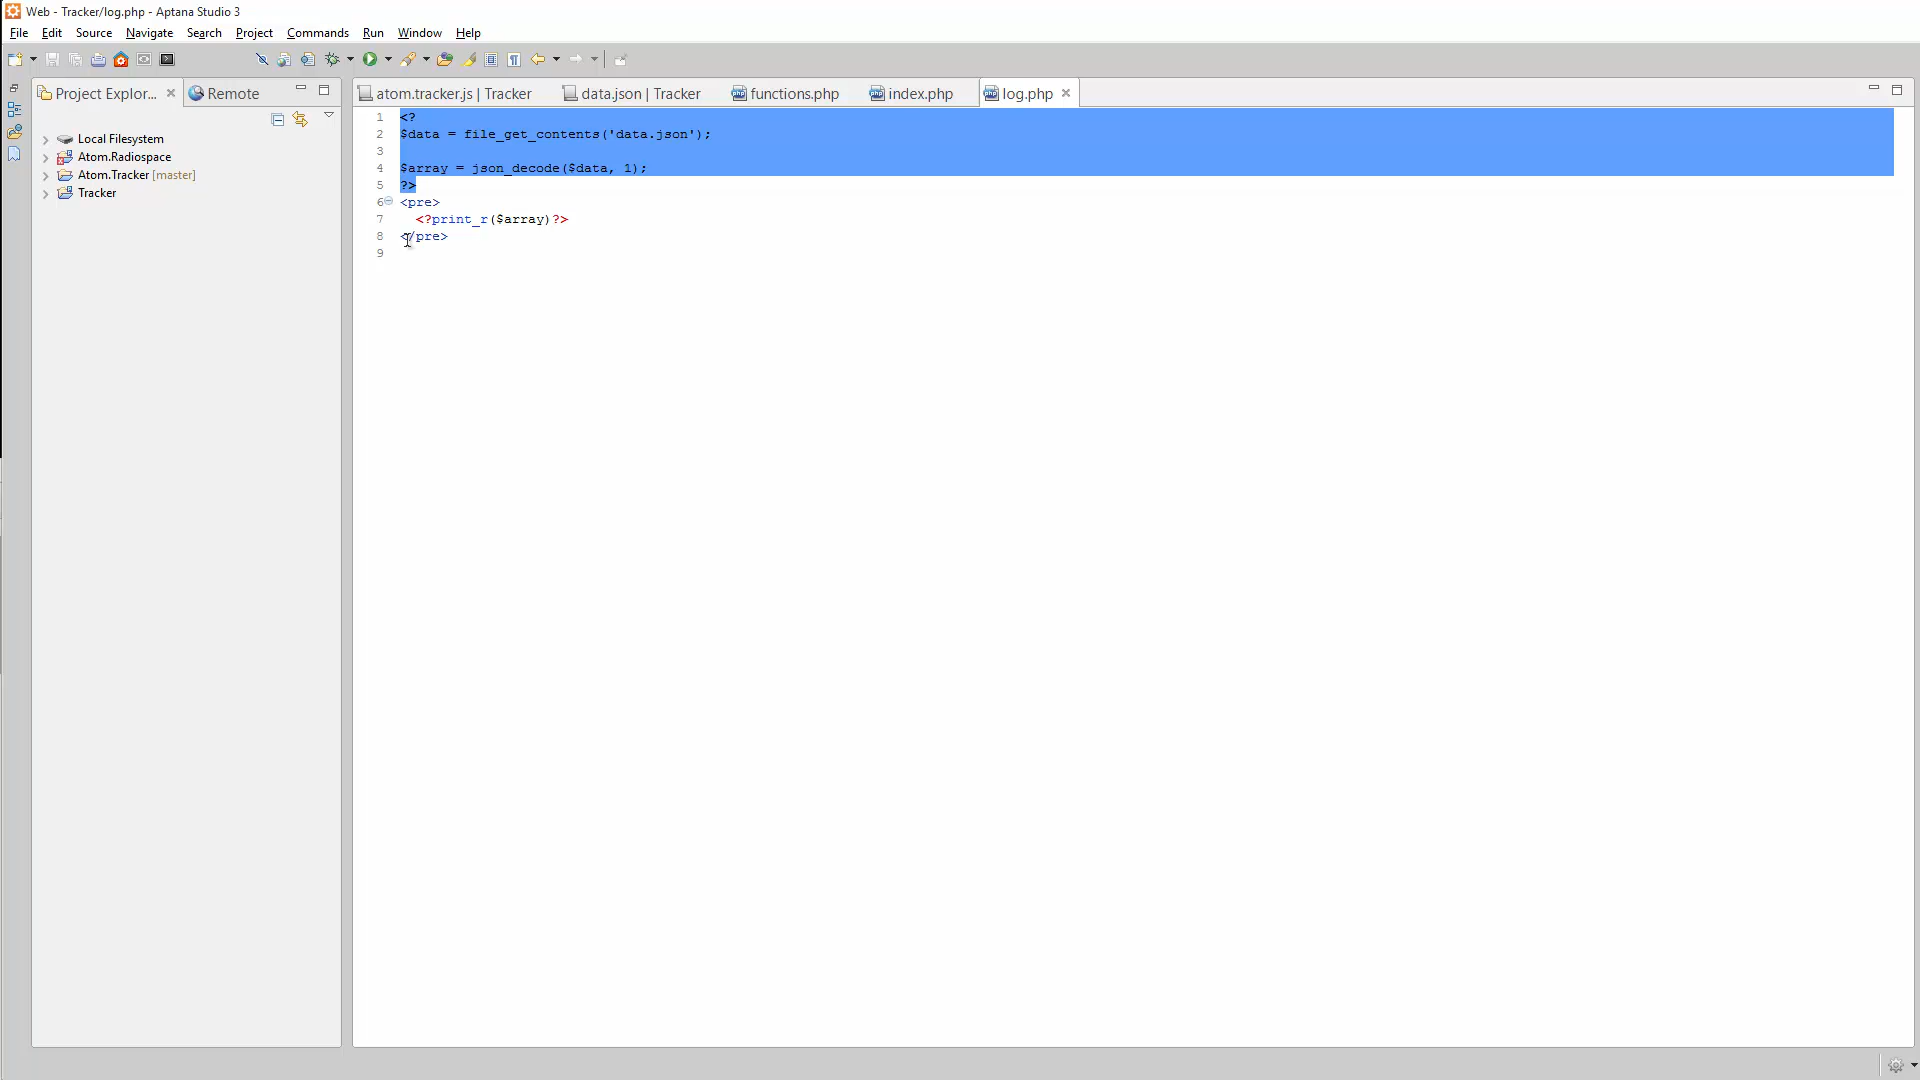 Web - Tracker/log.php - Aptana Studio 3
File Edit Source Navigate Search Project Commands Run Window Help
Project Explor... Remote
atom.tracker.js | Tracker data.json | Tracker functions.php index.php log.php
Local Filesystem
Atom.Radiospace
Atom.Tracker [master]
Tracker
1 <?
2 $data = file_get_contents('data.json');
3
4 $array = json_decode($data, 1);
5 ?>
6 <pre>
7 <?print_r($array)?>
8 </pre>
9